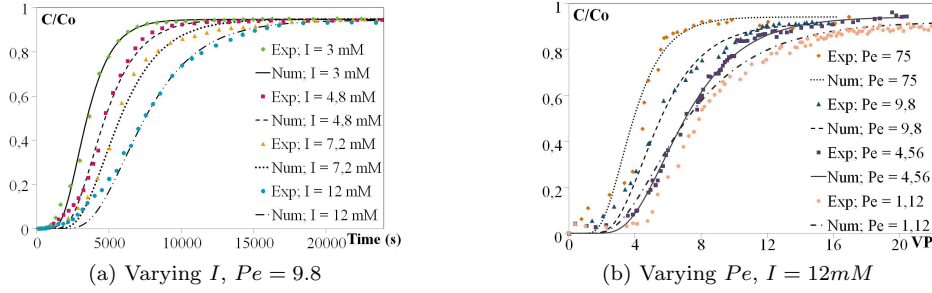 C/Co
1
0.8
0.6
0.4
0.2
0
0
5000
10000
15000
20000
Time (s)
Exp; I = 3 mM
Num; I = 3 mM
Exp; I = 4,8 mM
Num; I = 4,8 mM
Exp; I = 7,2 mM
Num; I = 7,2 mM
Exp; I = 12 mM
Num; I = 12 mM
(a) Varying I, Pe = 9.8
C/Co
1
0,8
0,6
0,4
0,2
0
0
4
8
12
16
20
VP
Exp; Pe = 75
Num; Pe = 75
Exp; Pe = 9,8
Num; Pe = 9,8
Exp; Pe = 4,56
Num; Pe = 4,56
Exp; Pe = 1,12
Num; Pe = 1,12
(b) Varying Pe, I = 12mM